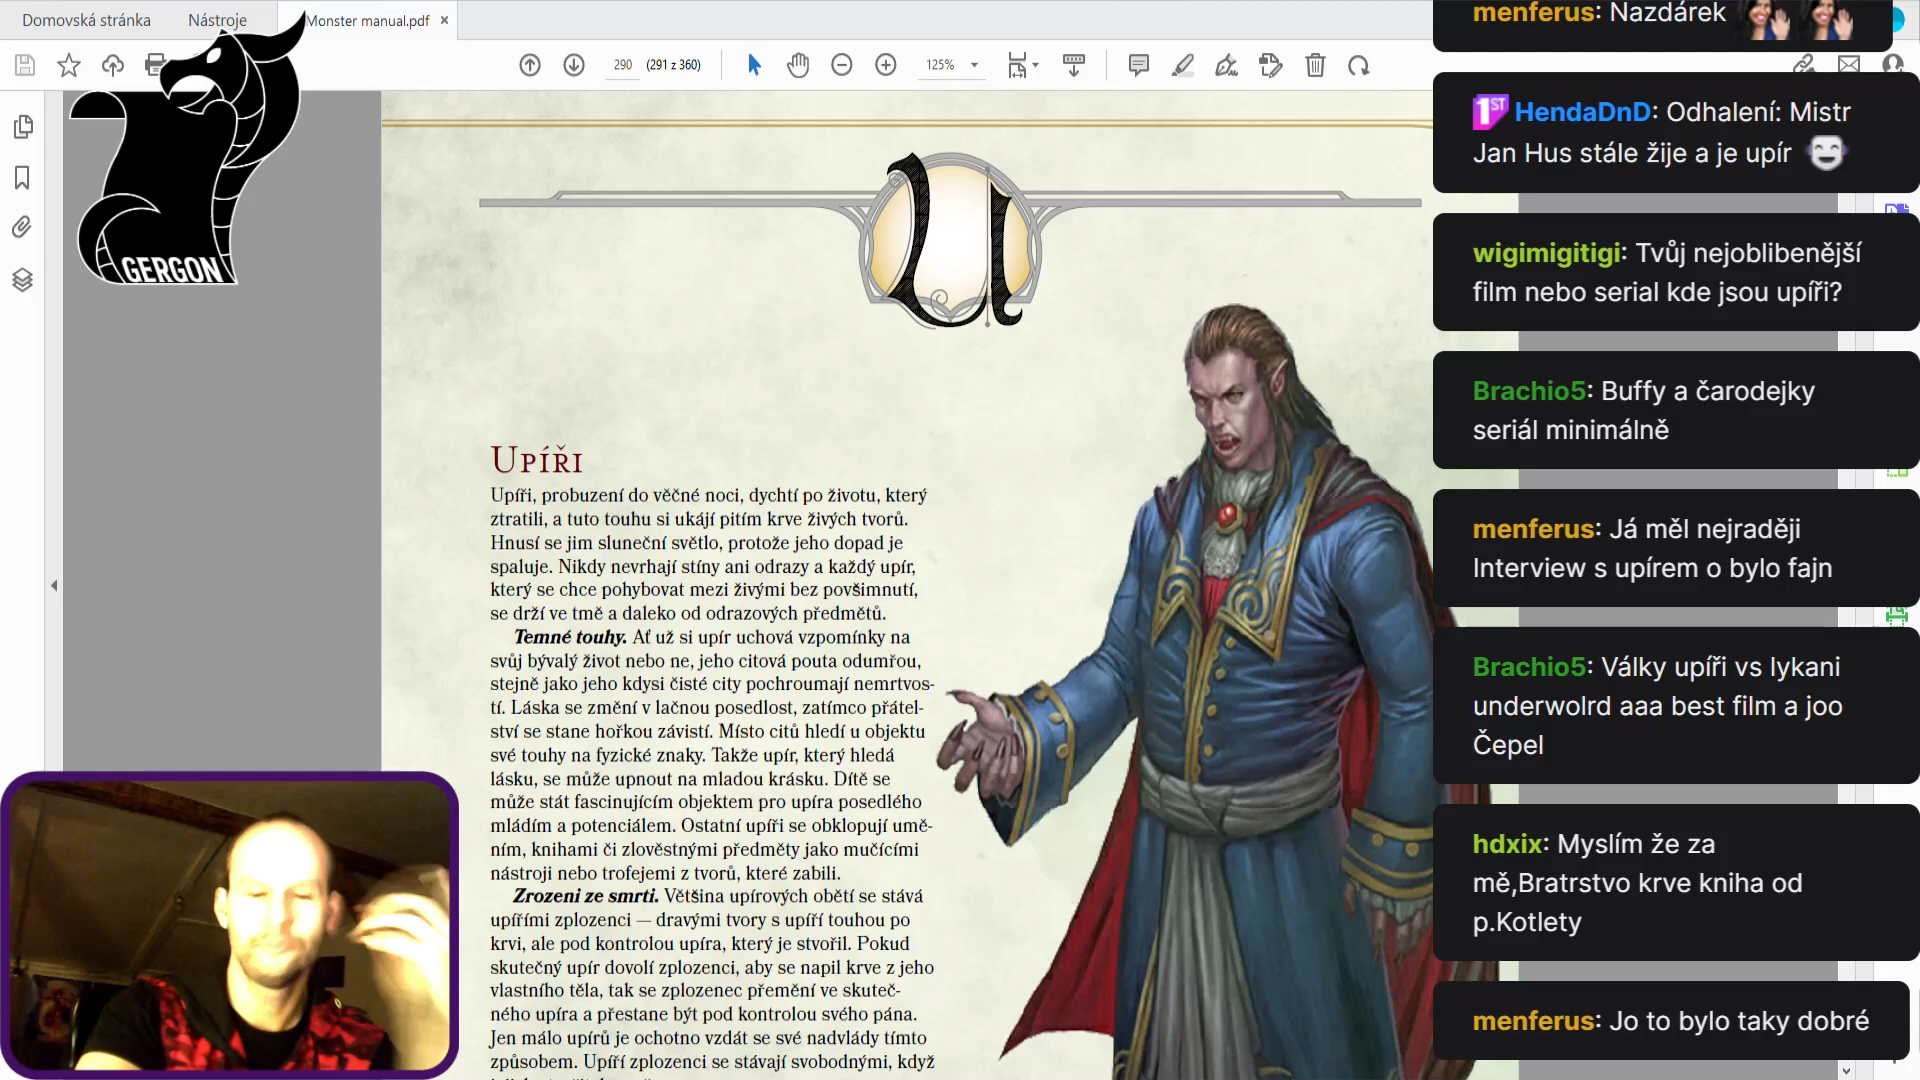 Domovská stránka
Nástroje
Monster manual.pdf
290
(291 z 360)
125%
GERGON
U
Upíři
Upíři, probuzení do věčné noci, dychtí po životu, který
ztratili, a tuto touhu si ukájí pitím krve živých tvorů.
Hnusí se jim sluneční světlo, protože jeho dopad je
spaluje. Nikdy nevrhají stíny ani odrazy a každý upír,
který se chce pohybovat mezi živými bez povšimnutí,
se drží ve tmě a daleko od odrazových předmětů.
Temné touhy. Ať už si upír uchová vzpomínky na
svůj bývalý život nebo ne, jeho citová pouta odumřou,
stejně jako jeho kdysi čisté city pochroumají nemrtvos-
tí. Láska se změní v lačnou posedlost, zatímco přátel-
ství se stane hořkou závistí. Místo citů hledí u objektu
své touhy na fyzické znaky. Takže upír, který hledá
lásku, se může upnout na mladou krásku. Dítě se
může stát fascinujícím objektem pro upíra posedlého
mládím a potenciálem. Ostatní upíři se obklopují umě-
ním, knihami či zlověstnými předměty jako mučícími
nástroji nebo trofejemi z tvorů, které zabili.
Zrozeni ze smrti. Většina upírových obětí se stává
upířími zplozenci — dravými tvory s upíří touhou po
krvi, ale pod kontrolou upíra, který je stvořil. Pokud
skutečný upír dovolí zplozenci, aby se napil krve z jeho
vlastního těla, tak se zplozenec přemění ve skuteč-
ného upíra a přestane být pod kontrolou svého pána.
Jen málo upírů je ochotno vzdát se své nadvlády tímto
způsobem. Upíří zplozenci se stávají svobodnými, když
menferus: Nazdárek
1ST HendaDnD: Odhalení: Mistr
Jan Hus stále žije a je upír
wigimigitigi: Tvůj nejoblibenější
film nebo serial kde jsou upíři?
Brachio5: Buffy a čarodejky
seriál minimálně
menferus: Já měl nejraději
Interview s upírem o bylo fajn
Brachio5: Války upíři vs lykani
underwolrd aaa best film a joo
Čepel
hdxix: Myslím že za
mě,Bratrstvo krve kniha od
p.Kotlety
menferus: Jo to bylo taky dobré